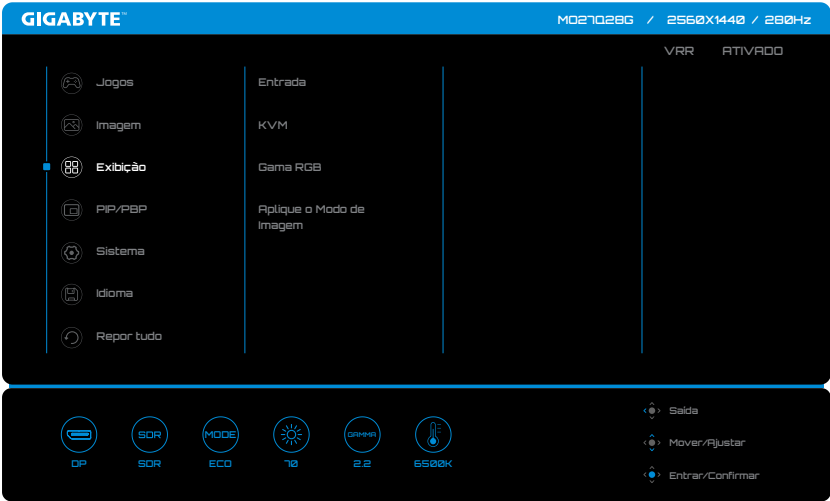 GIGABYTE™
MO27Q28G / 2560X1440 / 280Hz
VRR ATIVADO
Jogos
Imagem
Exibição
PIP/PBP
Sistema
Idioma
Repor tudo
Entrada
KVM
Gama RGB
Aplique o Modo de
Imagem
SDR
MODE
GAMMA
DP
SDR
ECO
70
2.2
6500K
Saída
Mover/Ajustar
Entrar/Confirmar